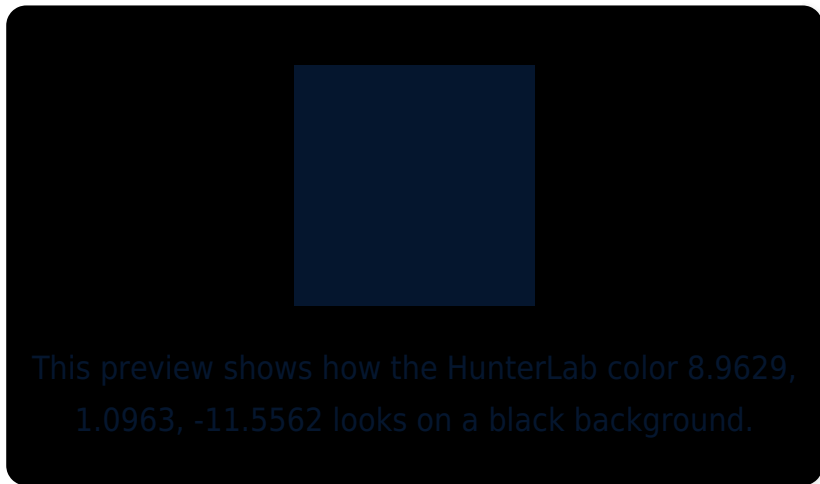 This preview shows how the HunterLab color 8.9629,
1.0963, -11.5562 looks on a black background.